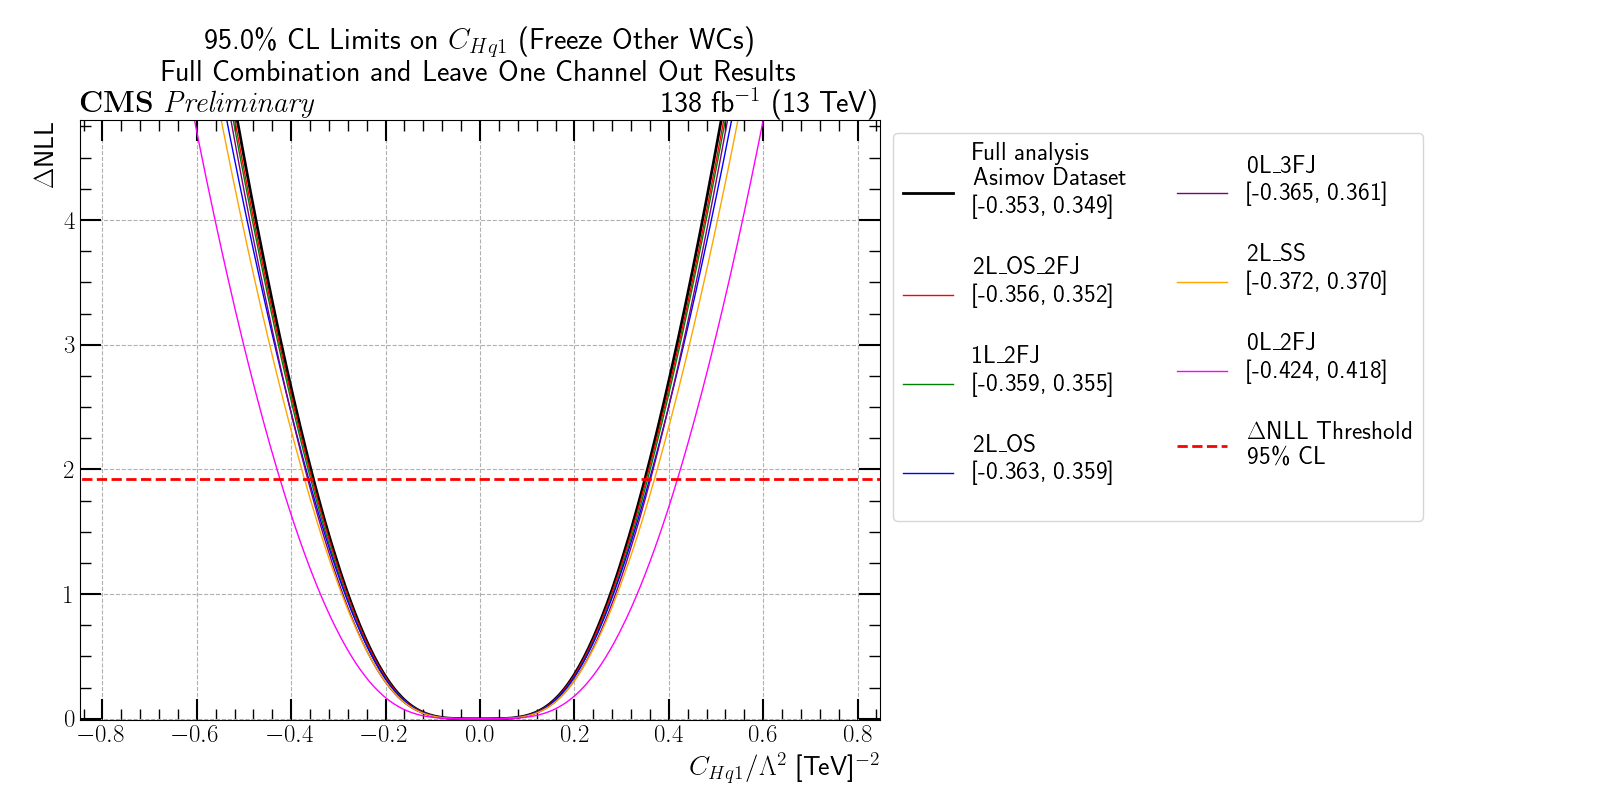 95.0% CL Limits on C_{Hq1} (Freeze Other WCs)
Full Combination and Leave One Channel Out Results
CMS Preliminary
138 fb^{-1} (13 TeV)
ΔNLL
4
3
2
1
0
−0.8
−0.6
−0.4
−0.2
0.0
0.2
0.4
0.6
0.8
C_{Hq1}/Λ^2 [TeV]^{-2}
Full analysis
Asimov Dataset
[-0.353, 0.349]
2L_OS_2FJ
[-0.356, 0.352]
1L_2FJ
[-0.359, 0.355]
2L_OS
[-0.363, 0.359]
0L_3FJ
[-0.365, 0.361]
2L_SS
[-0.372, 0.370]
0L_2FJ
[-0.424, 0.418]
ΔNLL Threshold
95% CL